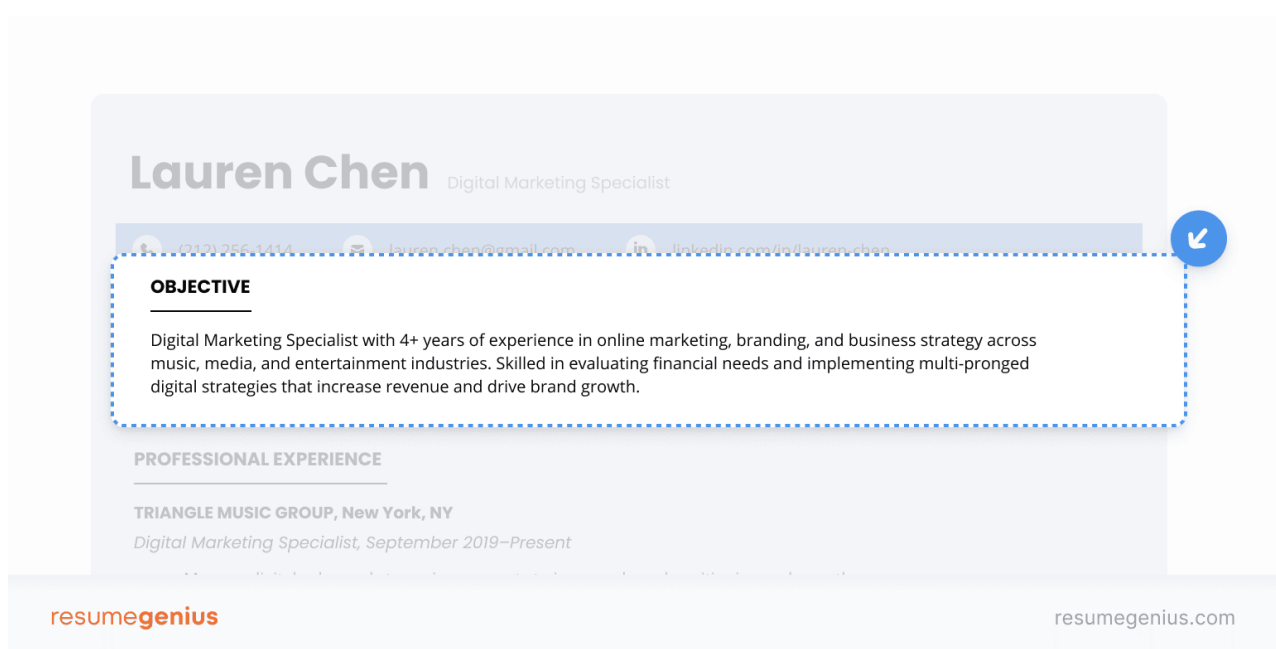 Lauren Chen Digital Marketing Specialist
(212) 256-1414 lauren.chen@gmail.com linkedin.com/in/lauren-chen
OBJECTIVE
Digital Marketing Specialist with 4+ years of experience in online marketing, branding, and business strategy across
music, media, and entertainment industries. Skilled in evaluating financial needs and implementing multi-pronged
digital strategies that increase revenue and drive brand growth.
PROFESSIONAL EXPERIENCE
TRIANGLE MUSIC GROUP, New York, NY
Digital Marketing Specialist, September 2019–Present
resumegenius resumegenius.com